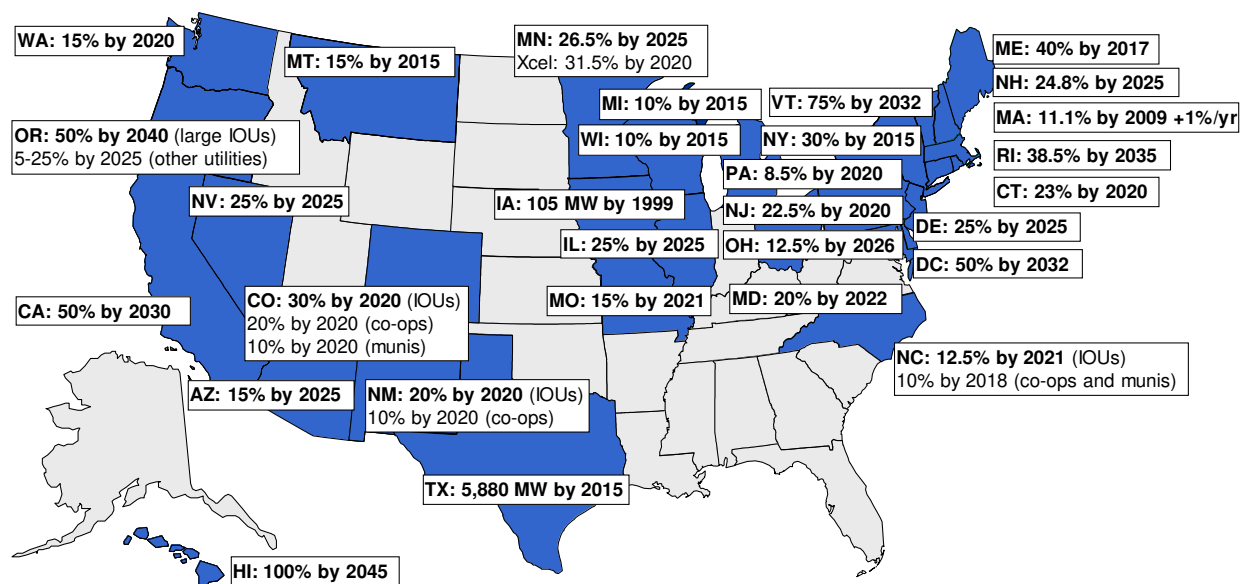 WA: 15% by 2020
MT: 15% by 2015
MN: 26.5% by 2025
Xcel: 31.5% by 2020
ME: 40% by 2017
NH: 24.8% by 2025
MI: 10% by 2015
VT: 75% by 2032
MA: 11.1% by 2009 +1%/yr
OR: 50% by 2040 (large IOUs)
5-25% by 2025 (other utilities)
WI: 10% by 2015
NY: 30% by 2015
RI: 38.5% by 2035
PA: 8.5% by 2020
CT: 23% by 2020
NV: 25% by 2025
IA: 105 MW by 1999
NJ: 22.5% by 2020
DE: 25% by 2025
IL: 25% by 2025
OH: 12.5% by 2026
DC: 50% by 2032
CA: 50% by 2030
CO: 30% by 2020 (IOUs)
20% by 2020 (co-ops)
10% by 2020 (munis)
MO: 15% by 2021
MD: 20% by 2022
NC: 12.5% by 2021 (IOUs)
10% by 2018 (co-ops and munis)
AZ: 15% by 2025
NM: 20% by 2020 (IOUs)
10% by 2020 (co-ops)
TX: 5,880 MW by 2015
HI: 100% by 2045